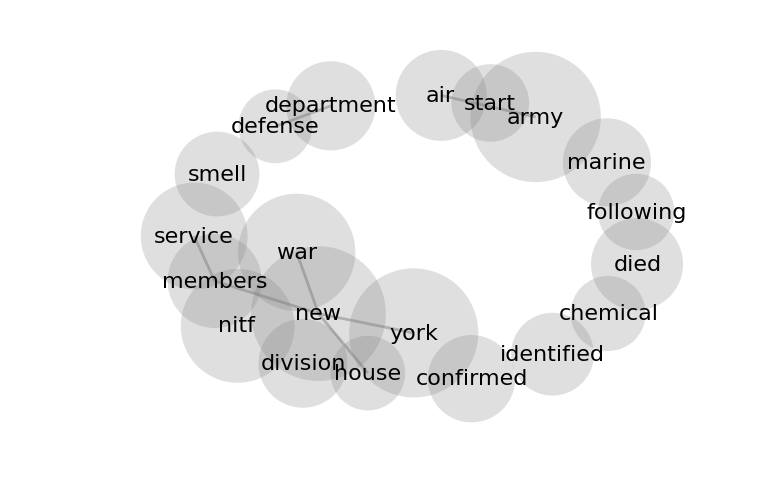 air
start
department
army
defense
marine
smell
following
service
war
died
members
new
chemical
nitf
york
identified
division
house
confirmed